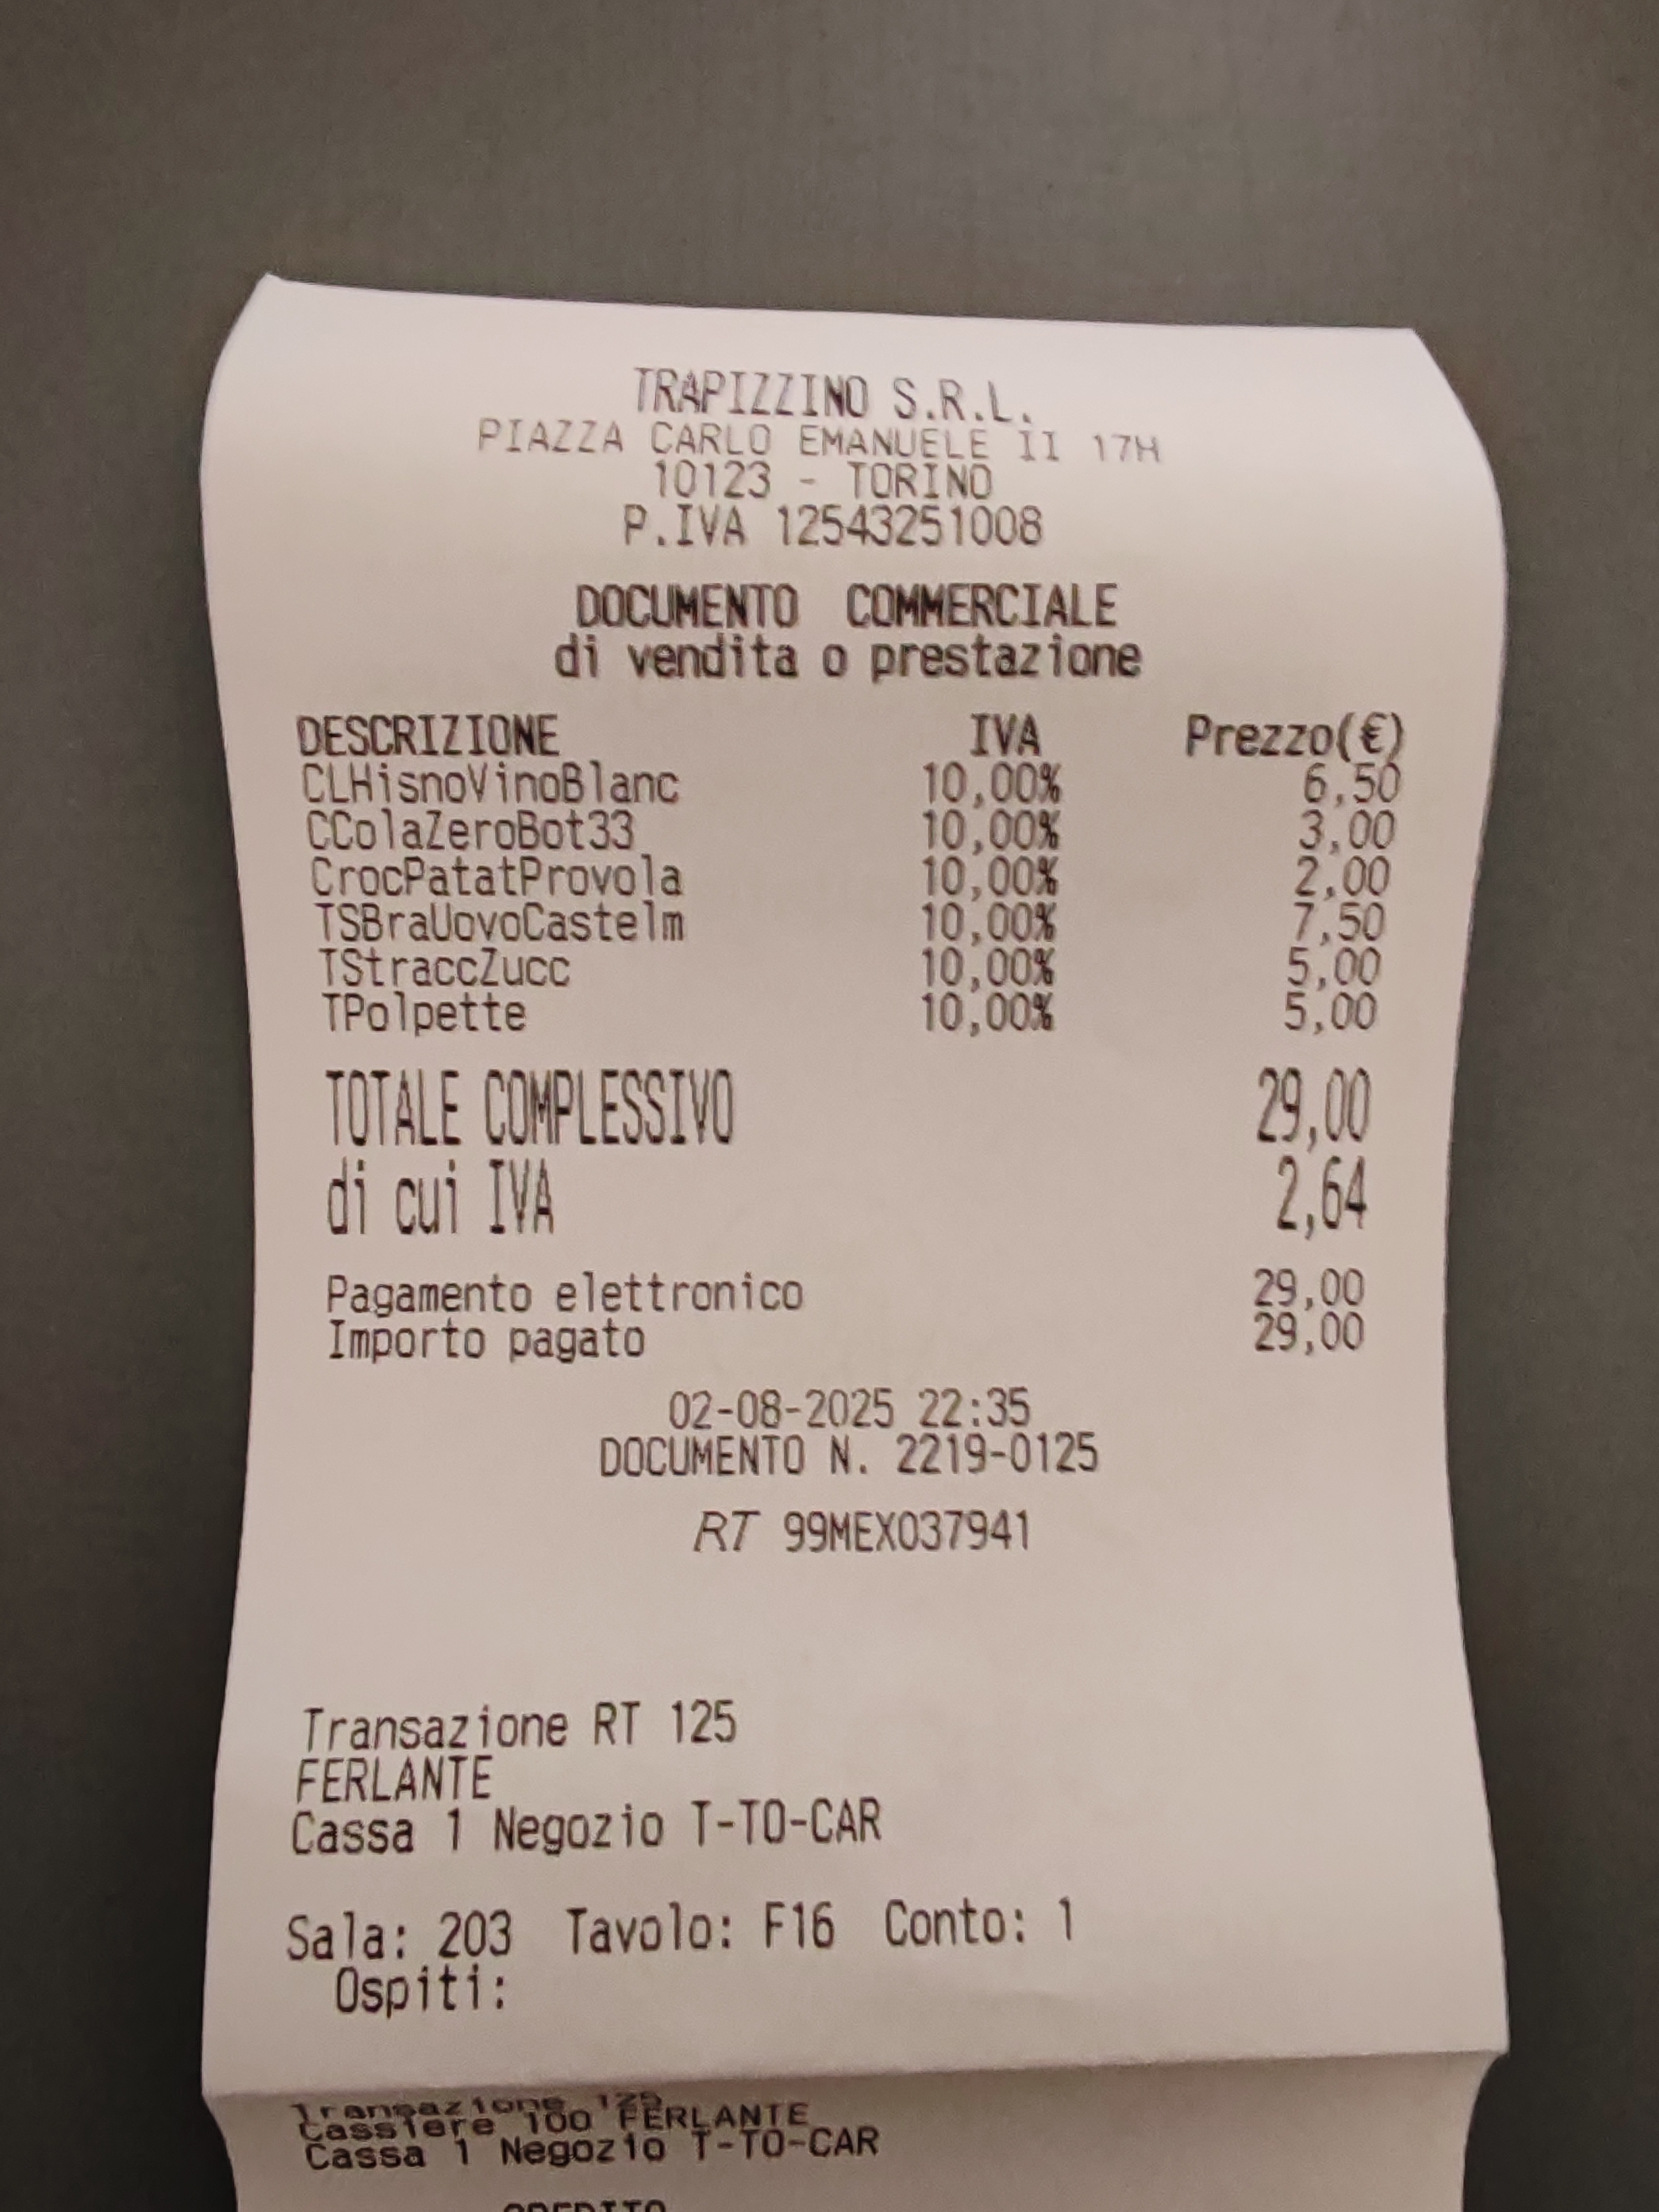 TRAPIZZINO S.R.L.
PIAZZA CARLO EMANUELE II 17H
10123 - TORINO
P.IVA 12543251008
DOCUMENTO COMMERCIALE
di vendita o prestazione
DESCRIZIONE IVA Prezzo(€)
CLHisnoVinoBlanc 10,00% 6,50
CColaZeroBot33 10,00% 3,00
CrocPatatProvola 10,00% 2,00
TSBraUovoCastelm 10,00% 7,50
TStraccZucc 10,00% 5,00
TPolpette 10,00% 5,00
TOTALE COMPLESSIVO 29,00
di cui IVA 2,64
Pagamento elettronico 29,00
Importo pagato 29,00
02-08-2025 22:35
DOCUMENTO N. 2219-0125
RT 99MEX037941
Transazione RT 125
FERLANTE
Cassa 1 Negozio T-TO-CAR
Sala: 203 Tavolo: F16 Conto: 1
Ospiti:
Transazione 125
Cassiere 100 FERLANTE
Cassa 1 Negozio T-TO-CAR